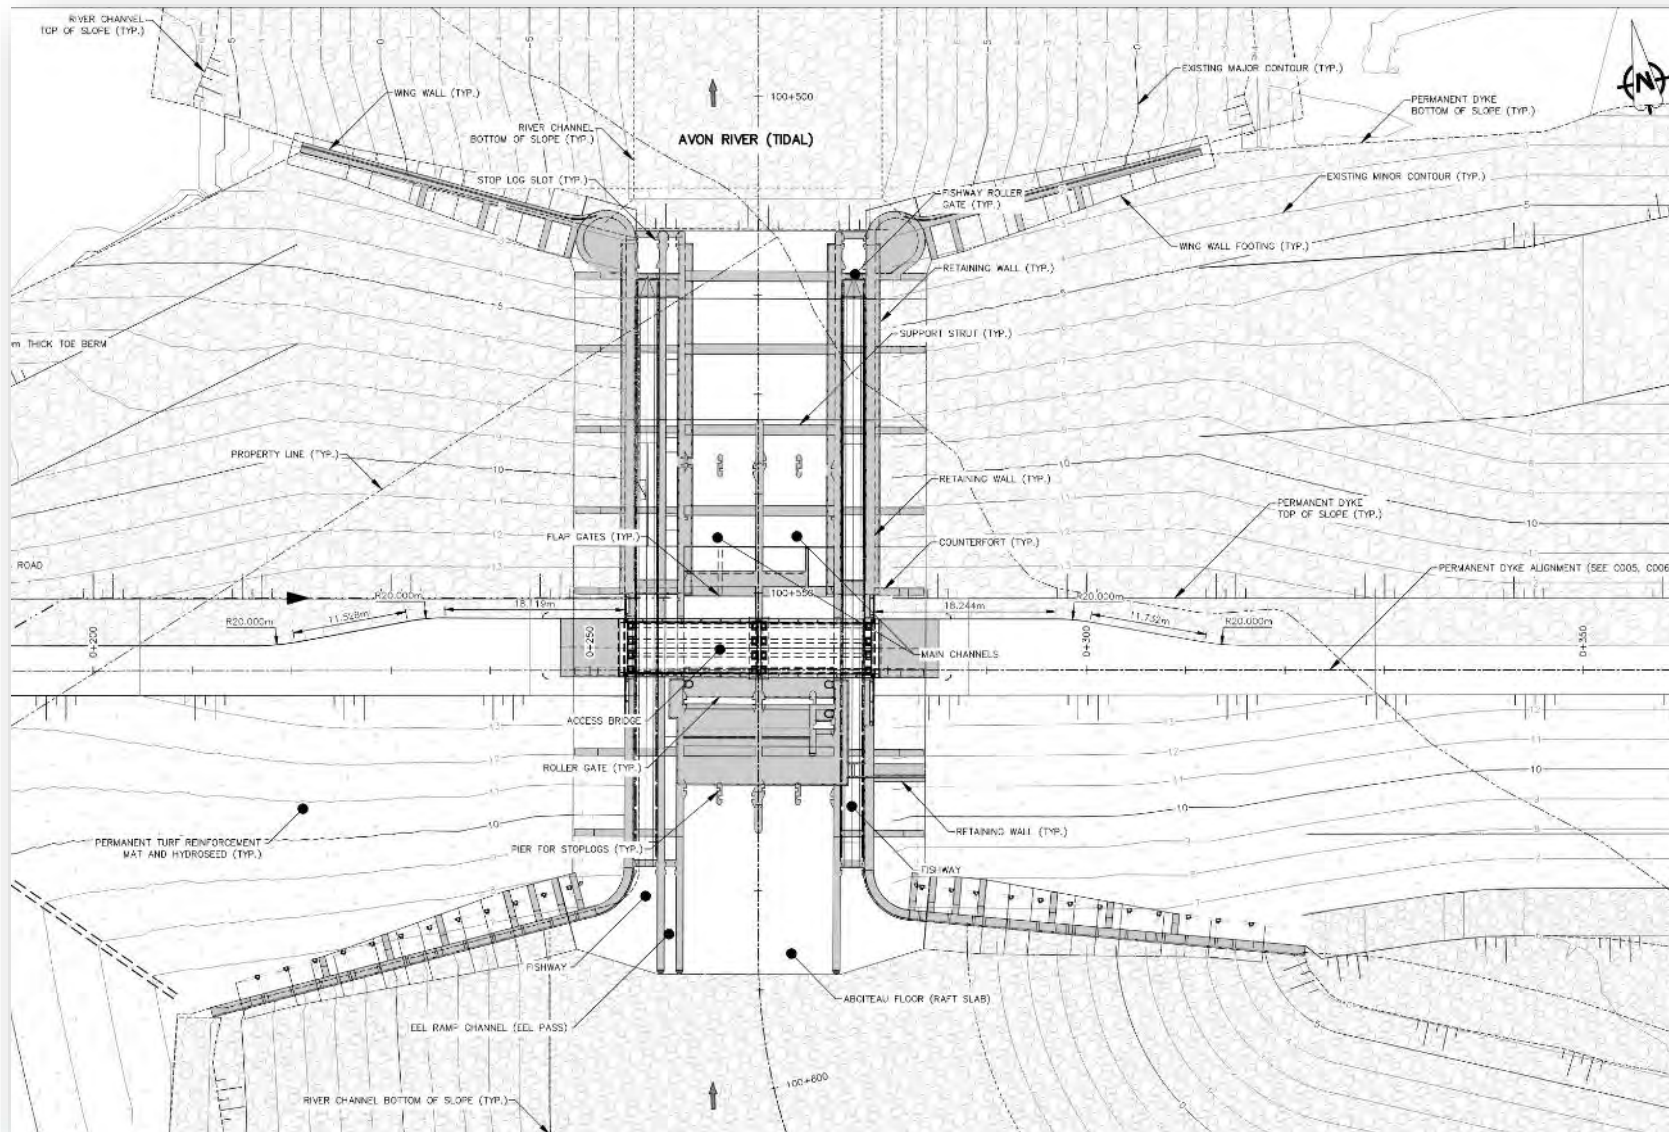 RIVER CHANNEL
TOP OF SLOPE (TYP.)
WING WALL (TYP.)
RIVER CHANNEL
BOTTOM OF SLOPE (TYP.)
STOP LOG SLOT (TYP.)
100+500
AVON RIVER (TIDAL)
EXISTING MAJOR CONTOUR (TYP.)
PERMANENT DYKE
BOTTOM OF SLOPE (TYP.)
N
FISHWAY ROLLER
GATE (TYP.)
EXISTING MINOR CONTOUR (TYP.)
WING WALL FOOTING (TYP.)
RETAINING WALL (TYP.)
SUPPORT STRUT (TYP.)
m THICK TOE BERM
PROPERTY LINE (TYP.)
RETAINING WALL (TYP.)
PERMANENT DYKE
TOP OF SLOPE (TYP.)
FLAP GATES (TYP.)
COUNTERFORT (TYP.)
ROAD
PERMANENT DYKE ALIGNMENT (SEE C005, C006
100+550
R20.000m
11.528m
R20.000m
18.119m
18.244m
R20.000m
11.732m
R20.000m
0+200
0+250
0+300
0+350
MAIN CHANNELS
ACCESS BRIDGE
ROLLER GATE (TYP.)
PERMANENT TURF REINFORCEMENT
MAT AND HYDROSEED (TYP.)
PIER FOR STOPLOGS (TYP.)
RETAINING WALL (TYP.)
FISHWAY
FISHWAY
ABOITEAU FLOOR (RAFT SLAB)
EEL RAMP CHANNEL (EEL PASS)
RIVER CHANNEL BOTTOM OF SLOPE (TYP.)
100+600